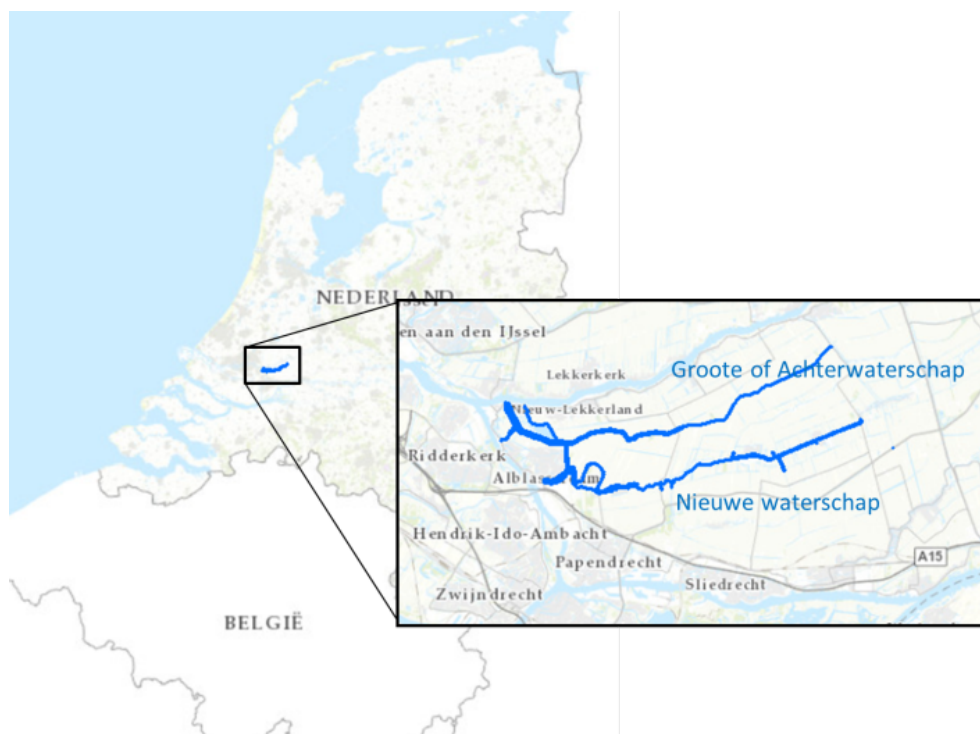 NEDERLAND
en aan den IJssel
Lekkerkerk
Groote of Achterwaterschap
Nieuw-Lekkerland
Ridderkerk
Alblasserdam
Nieuwe waterschap
Hendrik-Ido-Ambacht
A15
Papendrecht
Sliedrecht
Zwijndrecht
BELGIË